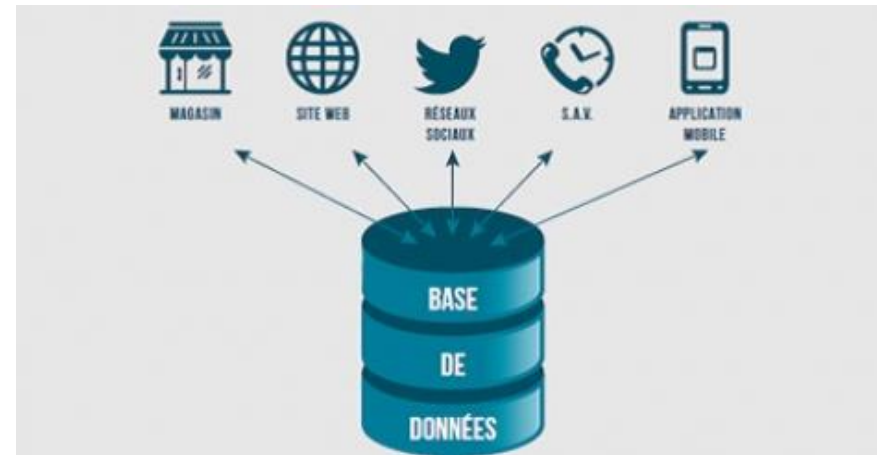 MAGASIN
SITE WEB
RÉSEAUX
SOCIAUX
S.A.V.
APPLICATION
MOBILE
BASE
DE
DONNÉES